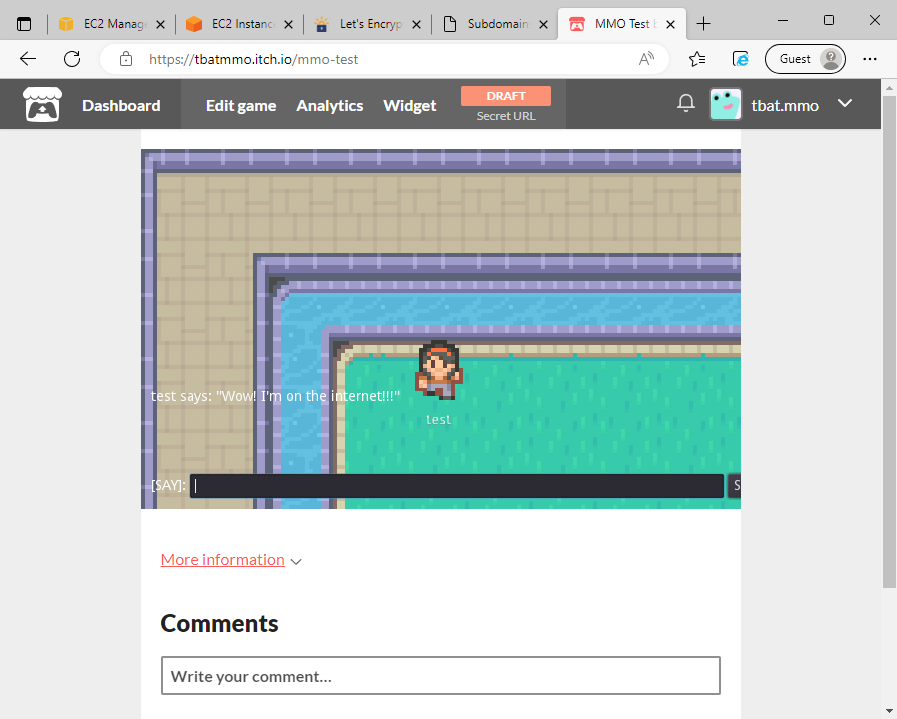 EC2 Manag
EC2 Instanc
Let's Encryp
Subdomain
MMO Test b
https://tbatmmo.itch.io/mmo-test
Guest
Dashboard
Edit game
Analytics
Widget
DRAFT
Secret URL
tbat.mmo
test says: "Wow! I'm on the internet!!!"
test
[SAY]:
S
More information
Comments
Write your comment...